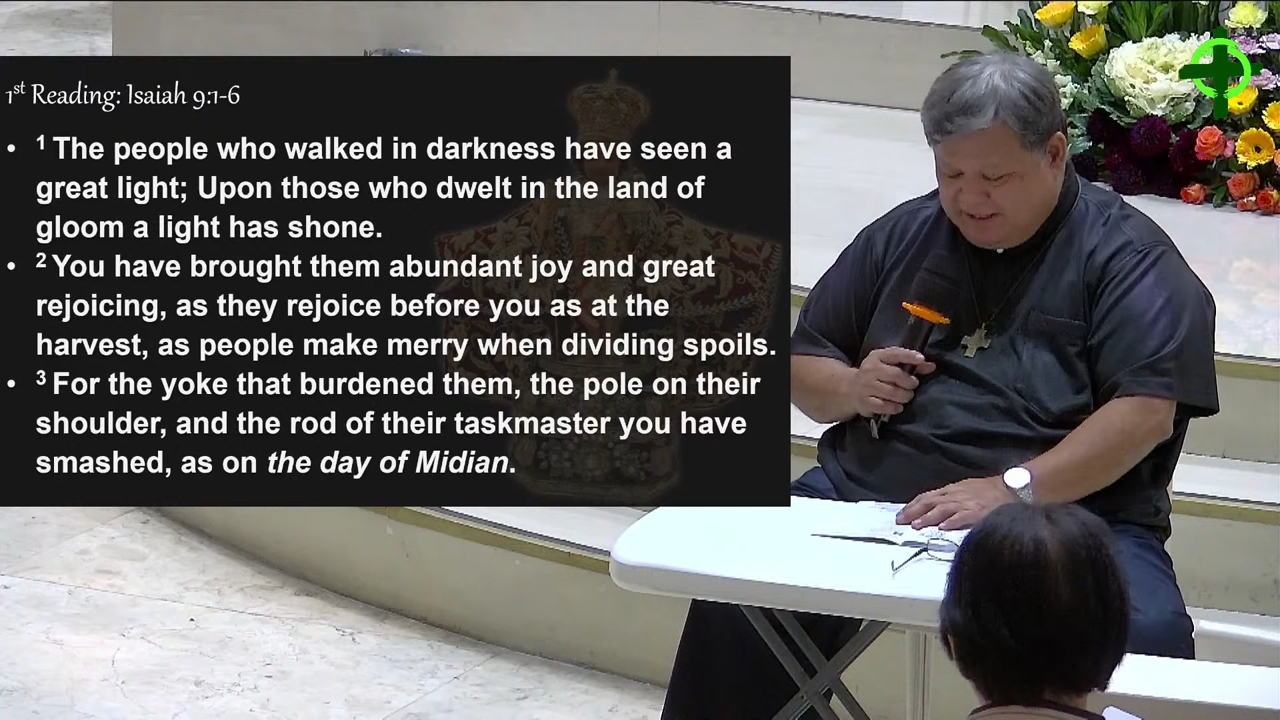 1st Reading: Isaiah 9:1-6
• 1 The people who walked in darkness have seen a
great light; Upon those who dwelt in the land of
gloom a light has shone.
• 2 You have brought them abundant joy and great
rejoicing, as they rejoice before you as at the
harvest, as people make merry when dividing spoils.
• 3 For the yoke that burdened them, the pole on their
shoulder, and the rod of their taskmaster you have
smashed, as on the day of Midian.